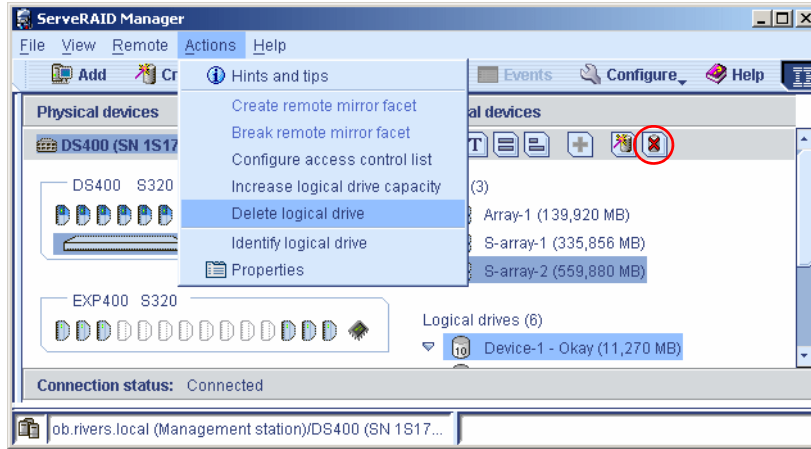 ServeRAID Manager
File View Remote Actions Help
Add Cr Events Configure Help
Hints and tips
Create remote mirror facet
Break remote mirror facet
Configure access control list
Increase logical drive capacity
Delete logical drive
Identify logical drive
Properties
Physical devices
DS400 (SN 1S17
DS400 S320
EXP400 S320
al devices
(3)
Array-1 (139,920 MB)
S-array-1 (335,856 MB)
S-array-2 (559,880 MB)
Logical drives (6)
10 Device-1 - Okay (11,270 MB)
Connection status: Connected
ob.rivers.local (Management station)/DS400 (SN 1S17...